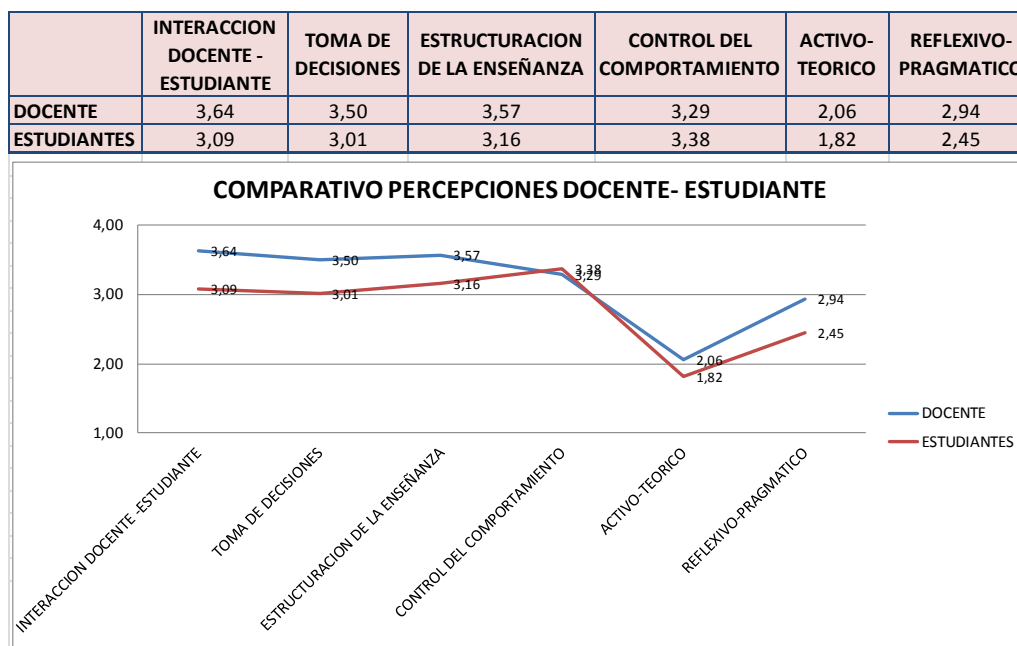 INTERACCION
DOCENTE -
ESTUDIANTE
TOMA DE
DECISIONES
ESTRUCTURACION
DE LA ENSEÑANZA
CONTROL DEL
COMPORTAMIENTO
ACTIVO-
TEORICO
REFLEXIVO-
PRAGMATICO
DOCENTE 3,64 3,50 3,57 3,29 2,06 2,94
ESTUDIANTES 3,09 3,01 3,16 3,38 1,82 2,45
COMPARATIVO PERCEPCIONES DOCENTE- ESTUDIANTE
4,00
3,00
2,00
1,00
3,64
3,50
3,57
3,29
2,06
2,94
3,09
3,01
3,16
3,38
1,82
2,45
DOCENTE
ESTUDIANTES
INTERACCION DOCENTE -ESTUDIANTE
TOMA DE DECISIONES
ESTRUCTURACION DE LA ENSEÑANZA
CONTROL DEL COMPORTAMIENTO
ACTIVO-TEORICO
REFLEXIVO-PRAGMATICO